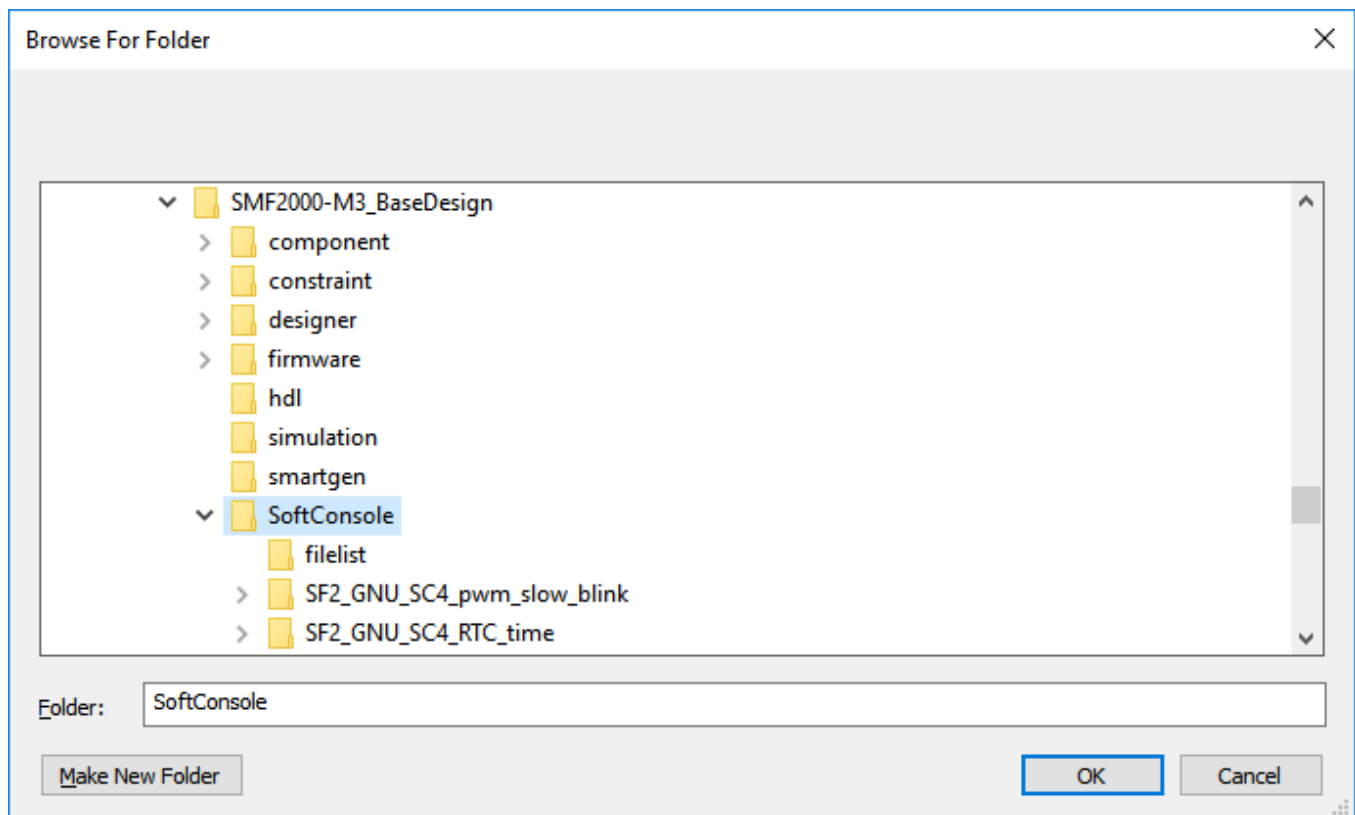 Browse For Folder
SMF2000-M3_BaseDesign
component
constraint
designer
firmware
hdl
simulation
smartgen
SoftConsole
filelist
SF2_GNU_SC4_pwm_slow_blink
SF2_GNU_SC4_RTC_time
Folder: SoftConsole
Make New Folder OK Cancel